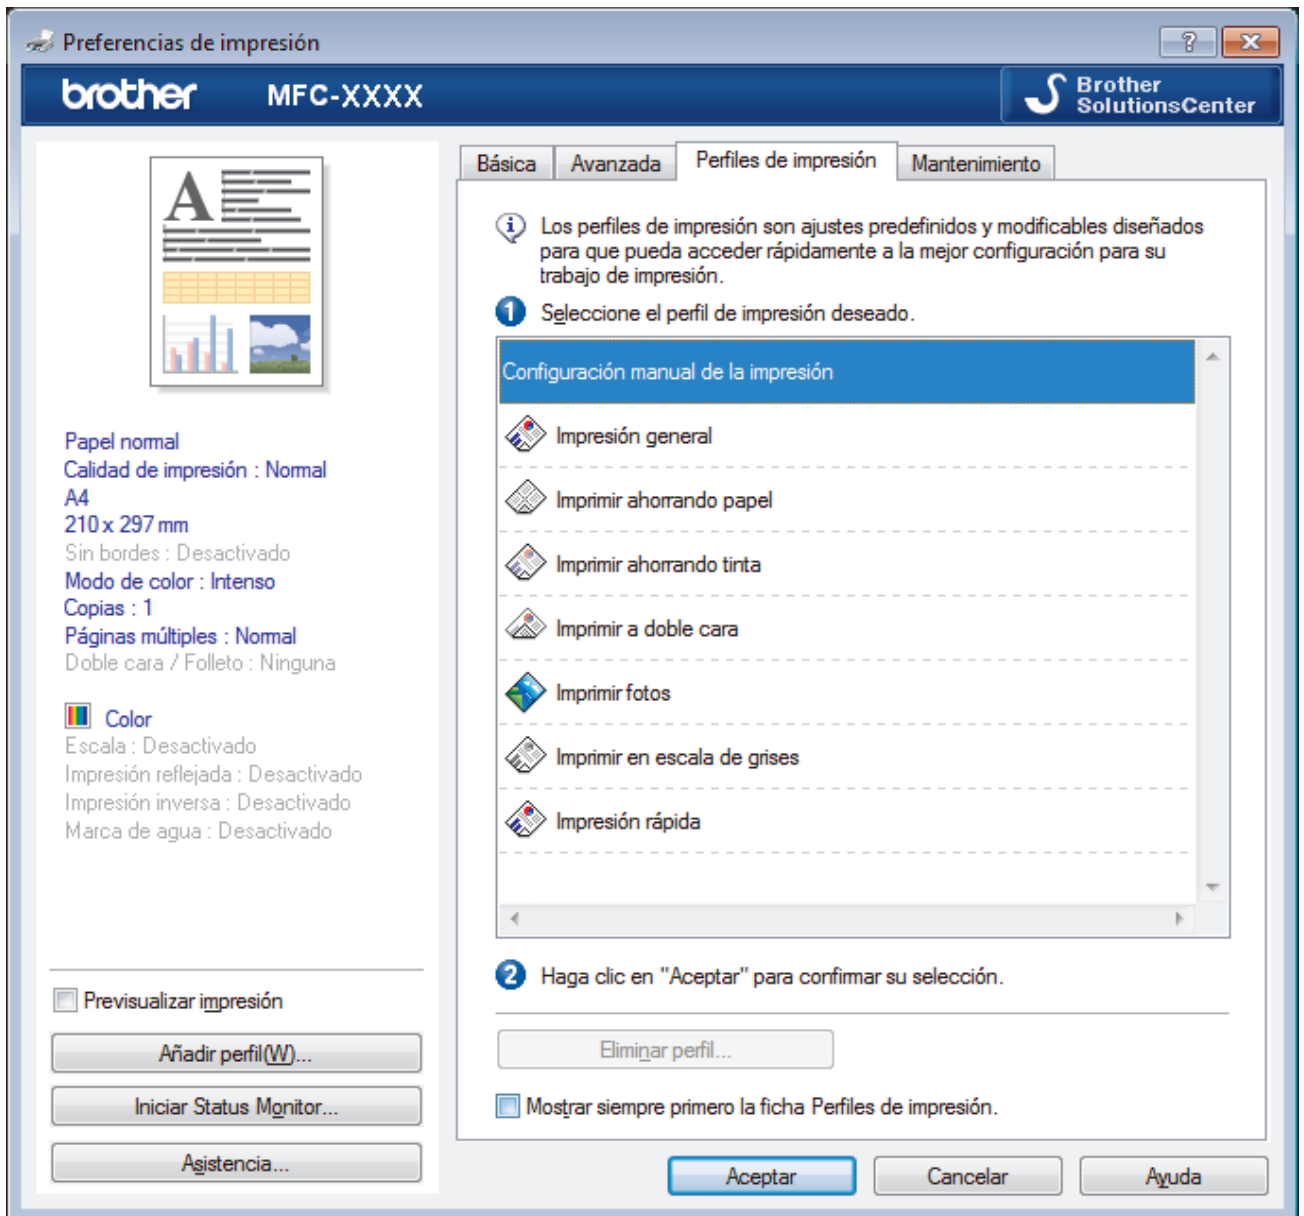 Preferencias de impresión
brother MFC-XXXX
Brother
SolutionsCenter
Básica Avanzada Perfiles de impresión Mantenimiento
A
Papel normal
Calidad de impresión : Normal
A4
210 x 297 mm
Sin bordes : Desactivado
Modo de color : Intenso
Copias : 1
Páginas múltiples : Normal
Doble cara / Folleto : Ninguna
Color
Escala : Desactivado
Impresión reflejada : Desactivado
Impresión inversa : Desactivado
Marca de agua : Desactivado
Previsualizar impresión
Añadir perfil(W)...
Iniciar Status Monitor...
Asistencia...
Los perfiles de impresión son ajustes predefinidos y modificables diseñados
para que pueda acceder rápidamente a la mejor configuración para su
trabajo de impresión.
1 Seleccione el perfil de impresión deseado.
Configuración manual de la impresión
Impresión general
Imprimir ahorrando papel
Imprimir ahorrando tinta
Imprimir a doble cara
Imprimir fotos
Imprimir en escala de grises
Impresión rápida
2 Haga clic en "Aceptar" para confirmar su selección.
Eliminar perfil...
Mostrar siempre primero la ficha Perfiles de impresión.
Aceptar Cancelar Ayuda